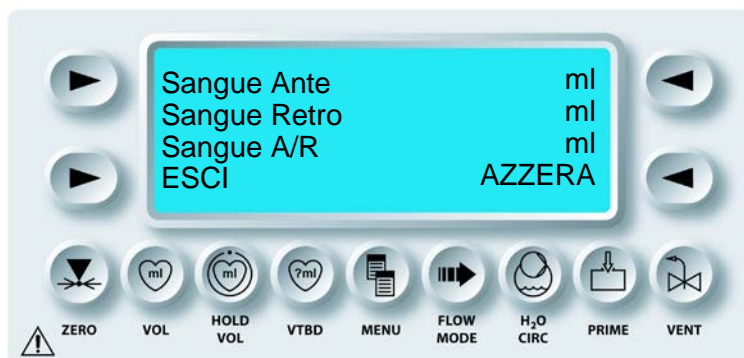 Sangue Ante ml
Sangue Retro ml
Sangue A/R ml
ESCI AZZERA
ml ml ?ml
ZERO VOL HOLD VOL VTBD MENU FLOW MODE H₂O CIRC PRIME VENT